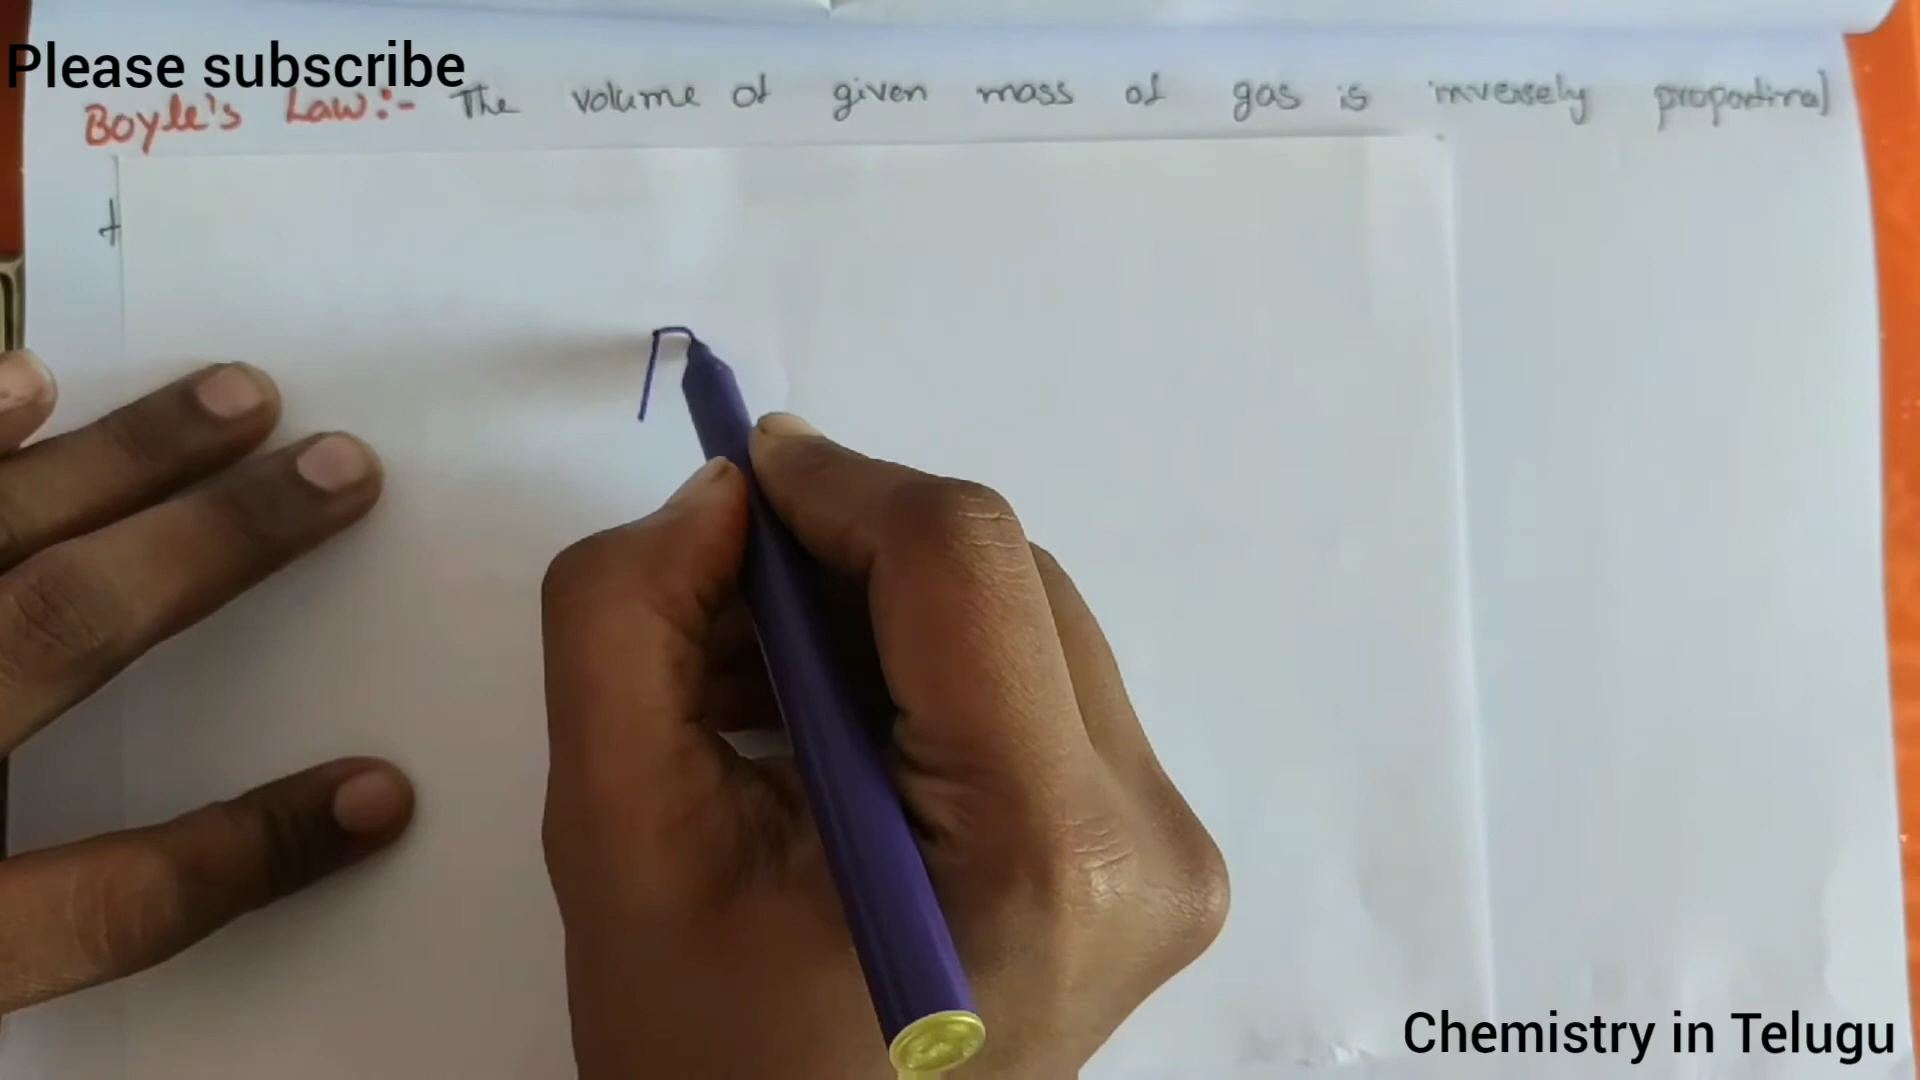 Please subscribe
Boyle's Law:- The volume of given mass of gas is inversely proportional
t
Chemistry in Telugu